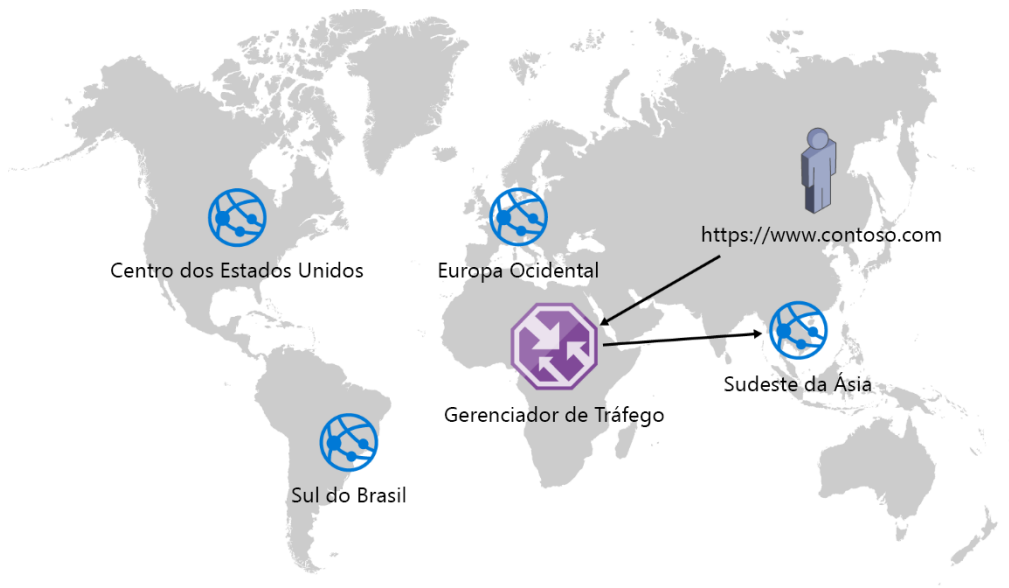 https://www.contoso.com
Centro dos Estados Unidos
Europa Ocidental
Sudeste da Ásia
Gerenciador de Tráfego
Sul do Brasil